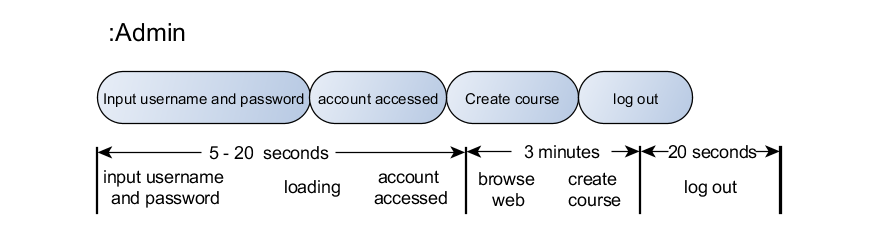 :Admin
Input username and password
account accessed
Create course
log out
5 - 20 seconds
3 minutes
20 seconds
input username
and password
loading
account
accessed
browse
web
create
course
log out